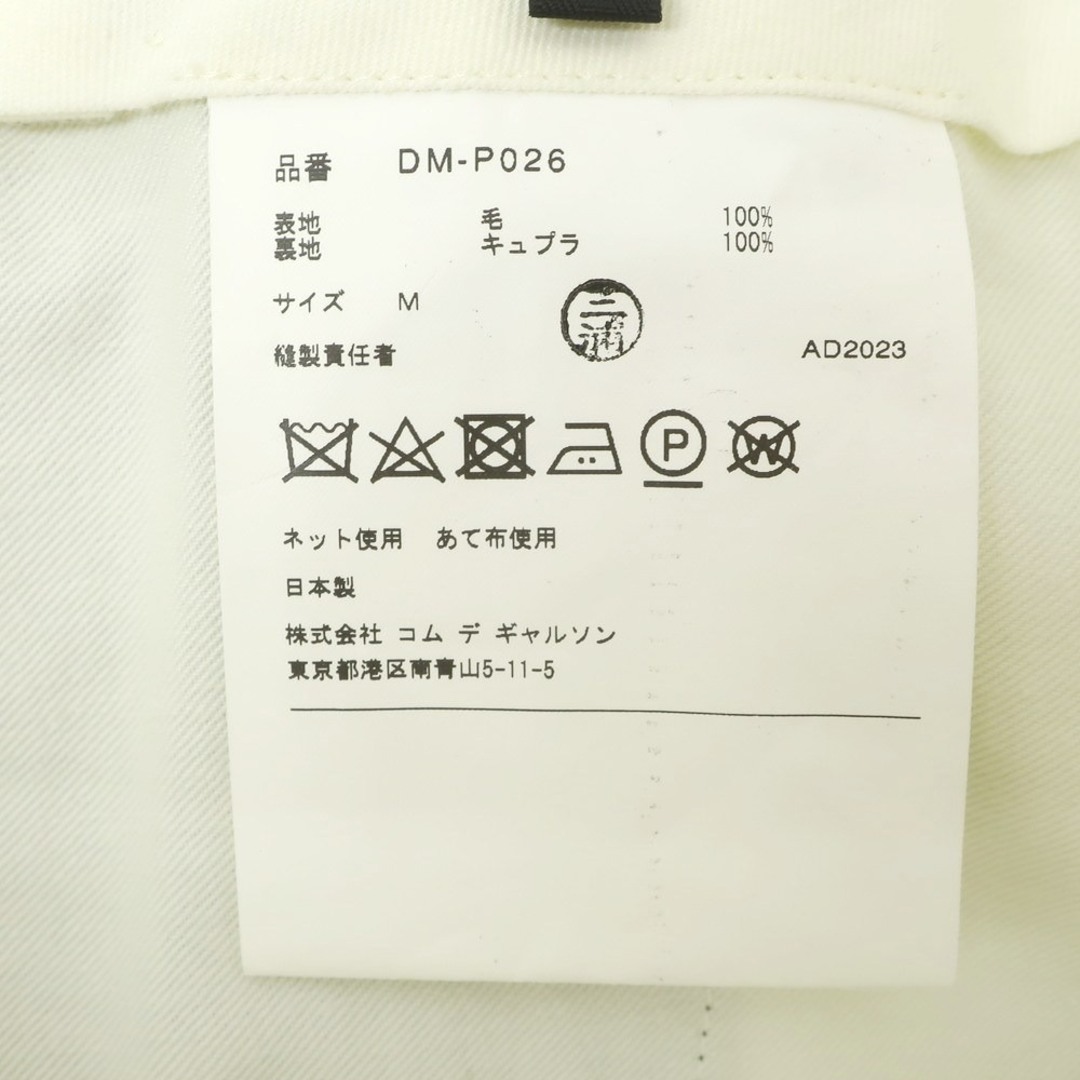 品番 DM-P026
表地 毛 100%
裏地 キュプラ 100%
サイズ M
三浦
縫製責任者 AD2023
P W
ネット使用 あて布使用
日本製
株式会社 コム デ ギャルソン
東京都港区南青山5-11-5